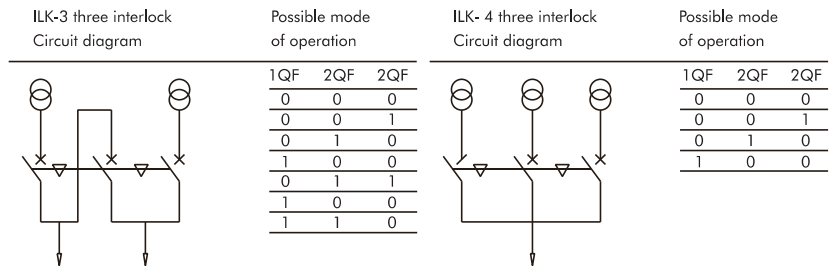 ILK-3 three interlock
Circuit diagram
Possible mode
of operation
1QF 2QF 2QF
0 0 0
0 0 1
0 1 0
1 0 0
0 1 1
1 0 0
1 1 0
ILK- 4 three interlock
Circuit diagram
Possible mode
of operation
1QF 2QF 2QF
0 0 0
0 0 1
0 1 0
1 0 0